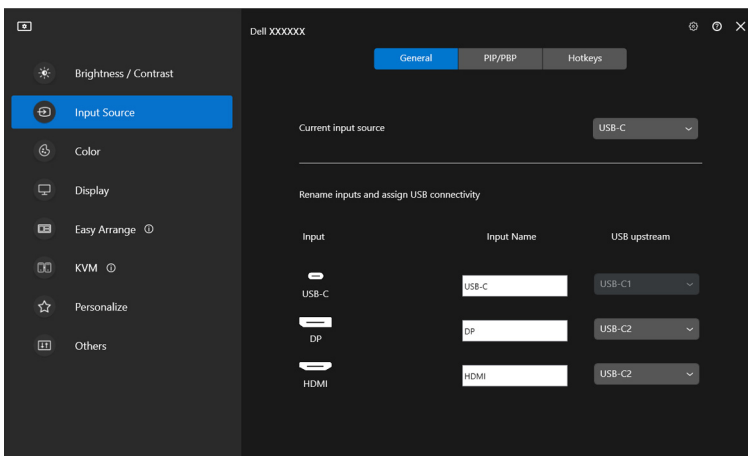 Dell XXXXXX
General PIP/PBP Hotkeys
Brightness / Contrast
Input Source
Color
Display
Easy Arrange
KVM
Personalize
Others
Current input source USB-C
Rename inputs and assign USB connectivity
Input Input Name USB upstream
USB-C USB-C USB-C1
DP DP USB-C2
HDMI HDMI USB-C2